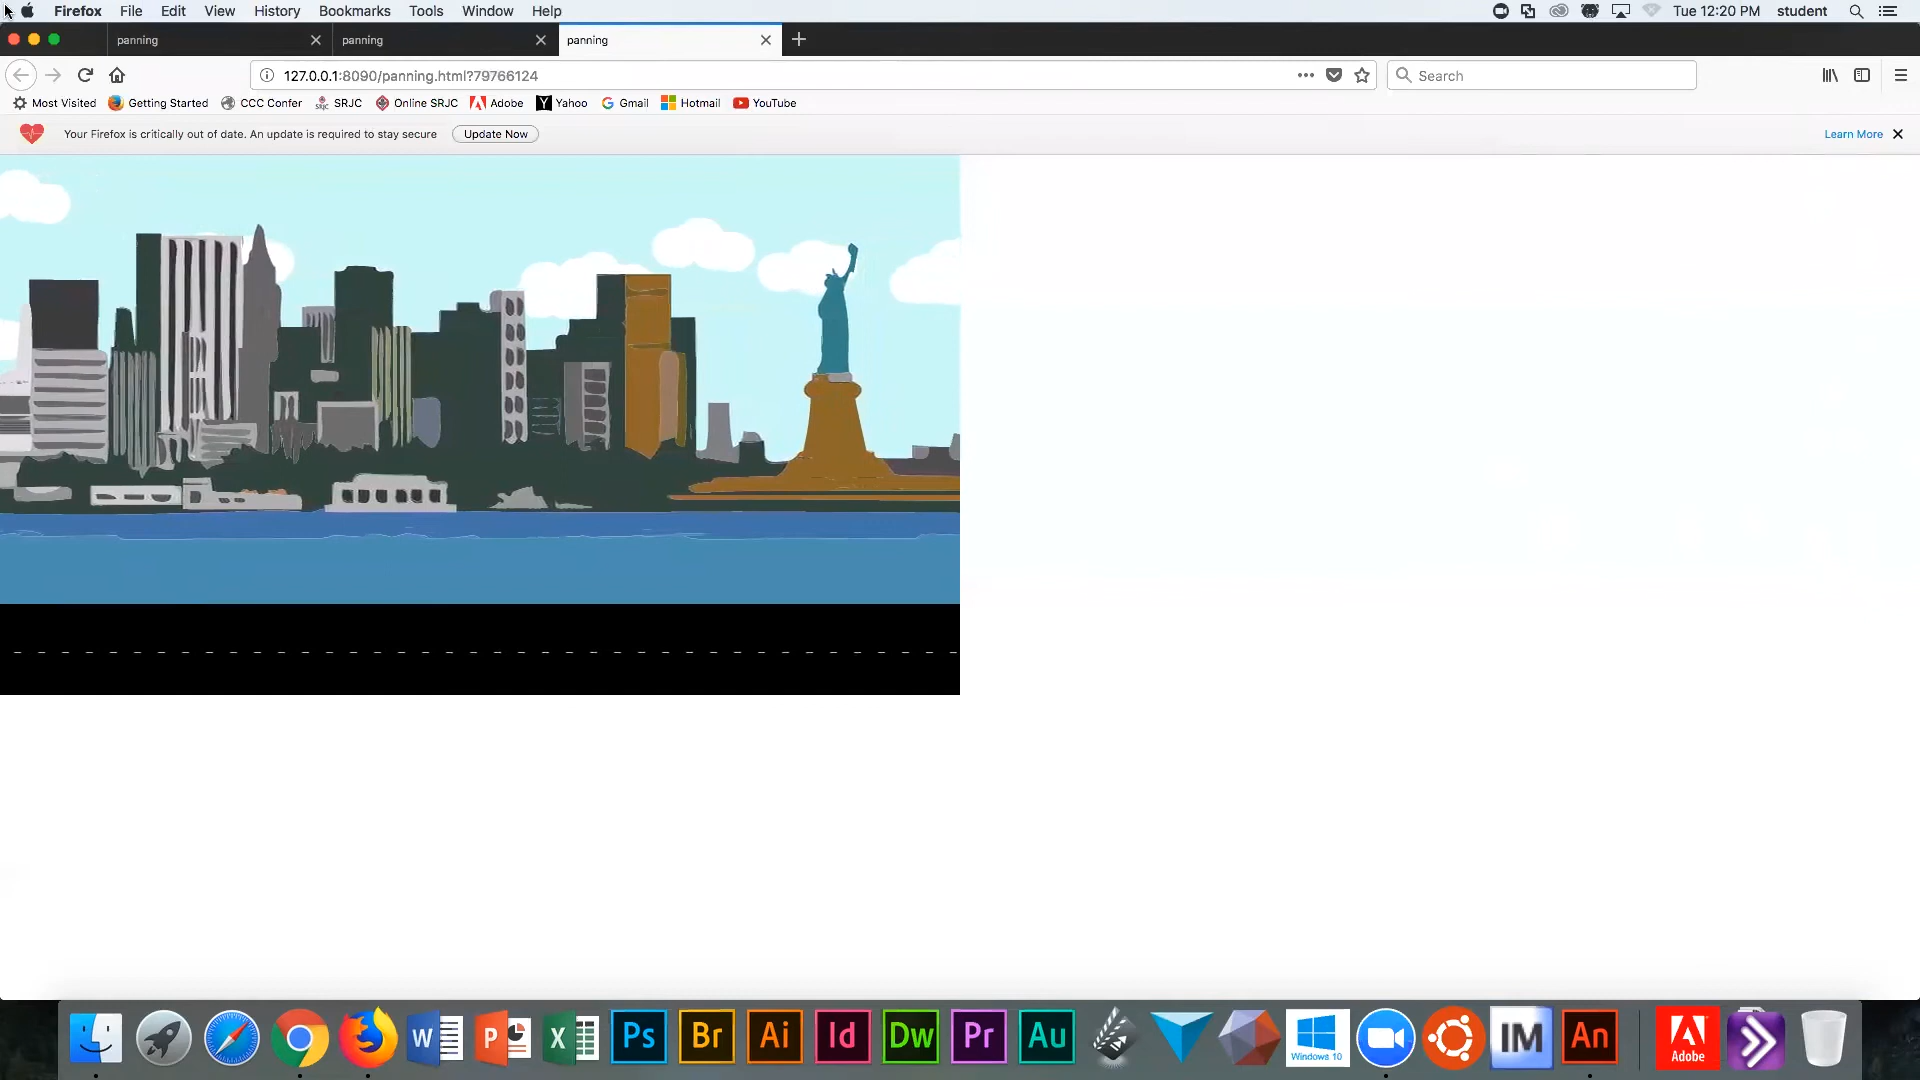 Firefox File Edit View History Bookmarks Tools Window Help Tue 12:20 PM student
panning panning panning
127.0.0.1:8090/panning.html?79766124 Search
Most Visited Getting Started CCC Confer SRJC Online SRJC Adobe Yahoo Gmail Hotmail YouTube
Your Firefox is critically out of date. An update is required to stay secure Update Now Learn More
W P X Ps Br Ai Id Dw Pr Au Windows 10 IM An Adobe